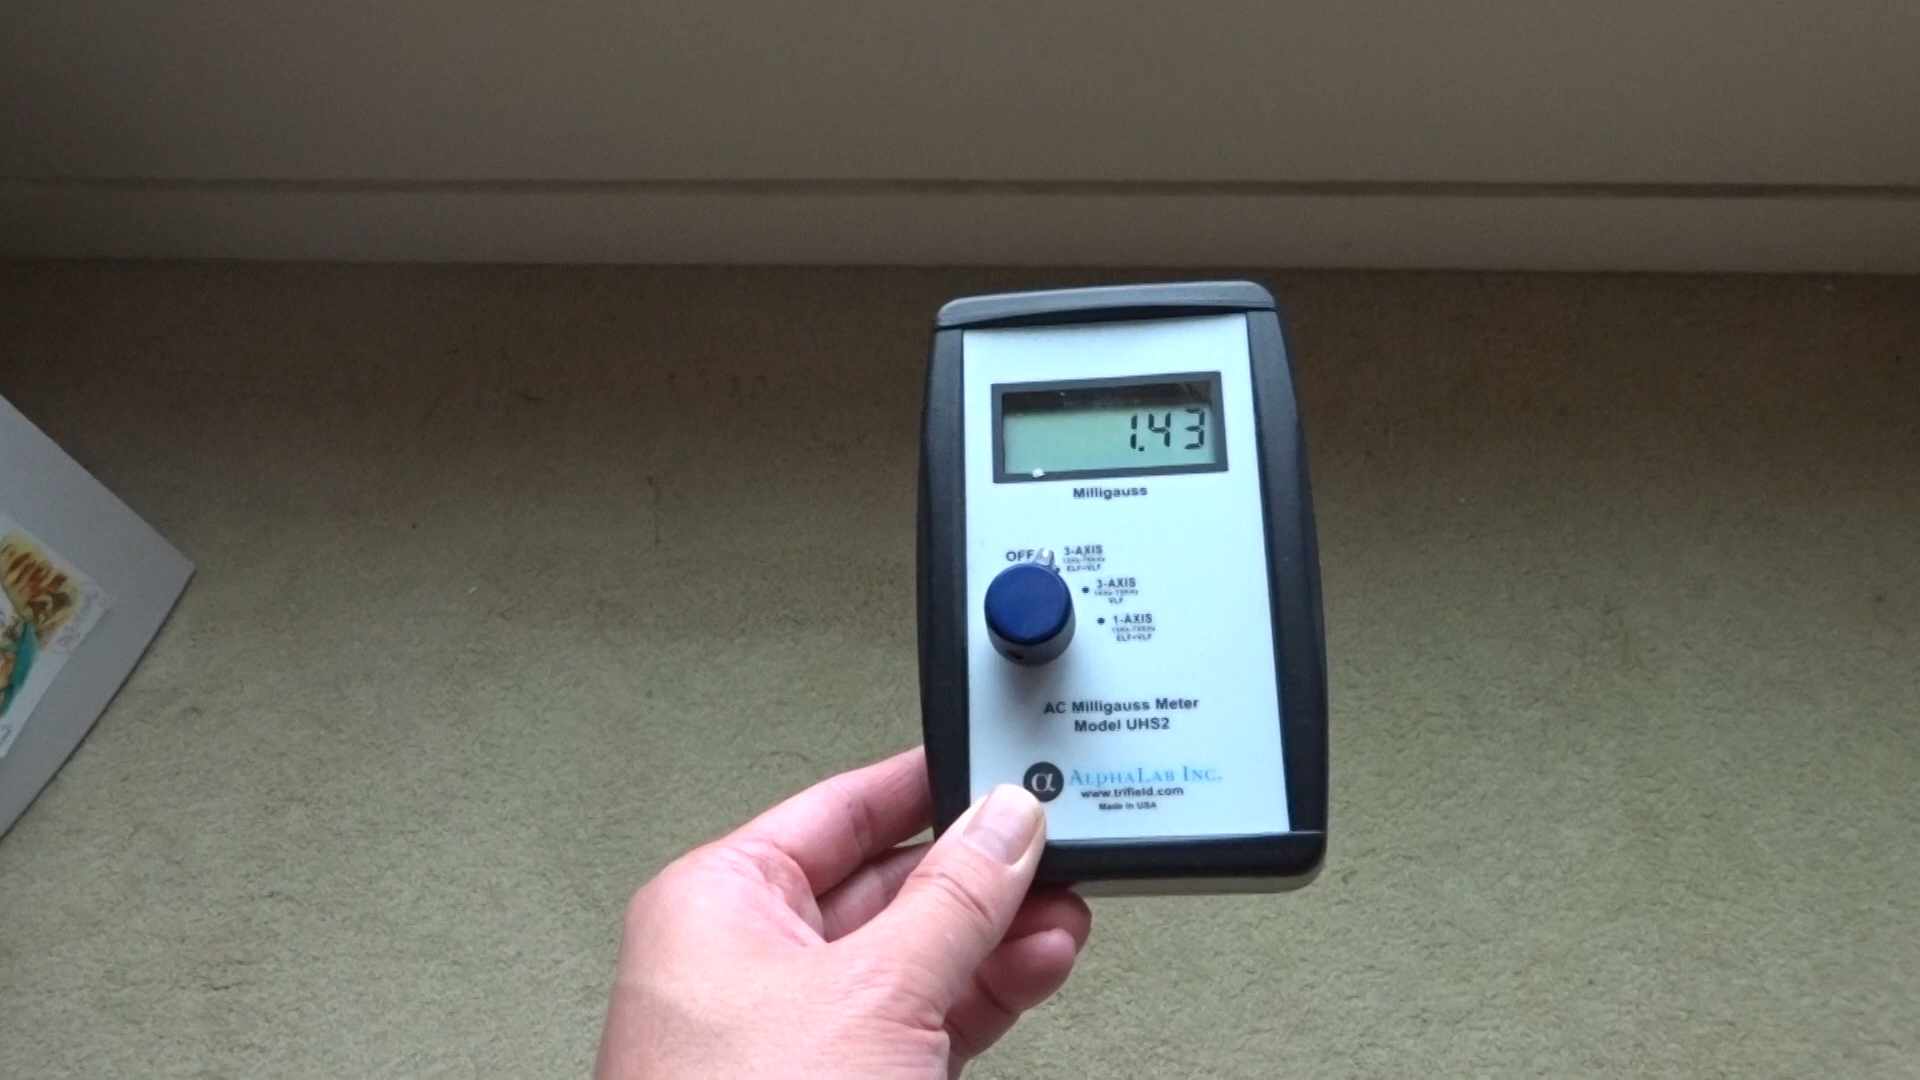 1.43
Milligauss
OFF
3-AXIS
ELF+VLF
3-AXIS
VLF
1-AXIS
ELF+VLF
AC Milligauss Meter
Model UHS2
α ALPHALAB INC.
www.trifield.com
Made in USA